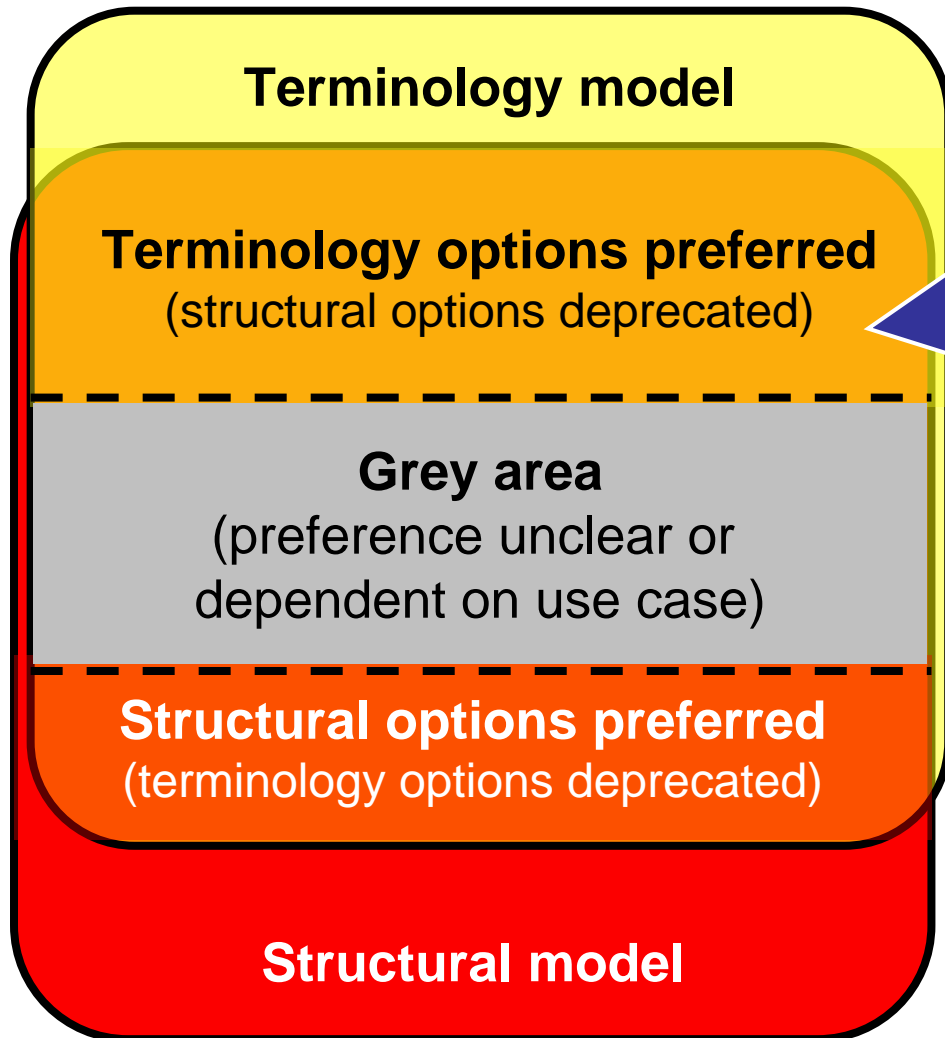 Terminology model
Terminology options preferred
(structural options deprecated)
Grey area
(preference unclear or
dependent on use case)
Structural options preferred
(terminology options deprecated)
Structural model